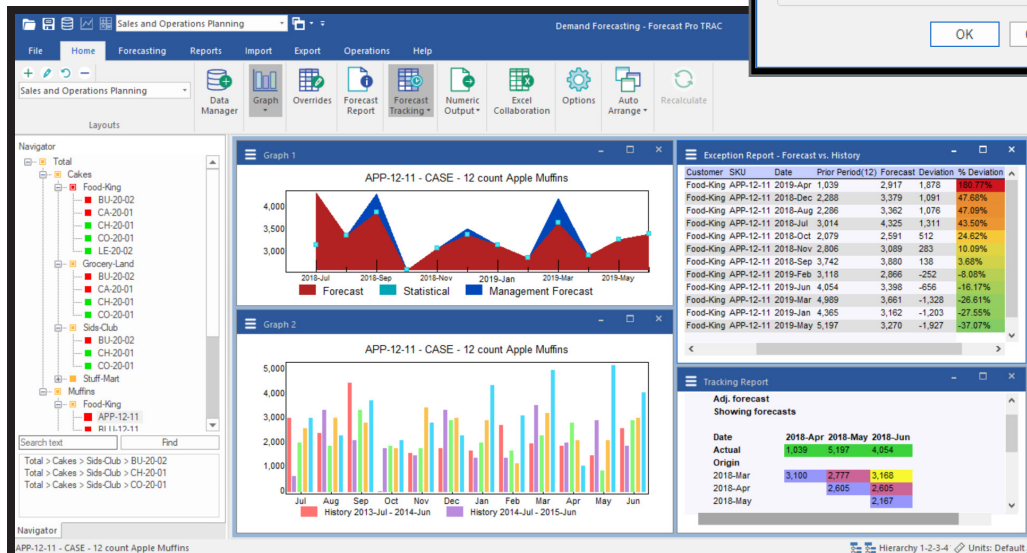 Sales and Operations Planning
Demand Forecasting - Forecast Pro TRAC
OK
File Home Forecasting Reports Import Export Operations Help
Sales and Operations Planning
Layouts
Data Manager
Graph
Overrides
Forecast Report
Forecast Tracking
Numeric Output
Excel Collaboration
Options
Auto Arrange
Recalculate
Navigator
Total
Cakes
Food-King
BU-20-02
CA-20-01
CH-20-01
CO-20-01
LE-20-02
Grocery-Land
BU-20-02
CA-20-01
CH-20-01
CO-20-01
Sids-Club
BU-20-02
CH-20-01
CO-20-01
Stuff-Mart
Muffins
Food-King
APP-12-11
BLU-12-11
Search text Find
Total > Cakes > Sids-Club > BU-20-02
Total > Cakes > Sids-Club > CH-20-01
Total > Cakes > Sids-Club > CO-20-01
Navigator
Graph 1
APP-12-11 - CASE - 12 count Apple Muffins
4,000
3,500
3,000
2018-Jul 2018-Sep 2018-Nov 2019-Jan 2019-Mar 2019-May
Forecast Statistical Management Forecast
Graph 2
APP-12-11 - CASE - 12 count Apple Muffins
5,000
4,000
3,000
2,000
1,000
0
Jul Aug Sep Oct Nov Dec Jan Feb Mar Apr May Jun
History 2013-Jul - 2014-Jun History 2014-Jul - 2015-Jun
Exception Report - Forecast vs. History
Customer SKU Date Prior Period(12) Forecast Deviation % Deviation
Food-King APP-12-11 2019-Apr 1,039 2,917 1,878 180.77%
Food-King APP-12-11 2018-Dec 2,288 3,379 1,091 47.68%
Food-King APP-12-11 2018-Aug 2,286 3,362 1,076 47.09%
Food-King APP-12-11 2018-Jul 3,014 4,325 1,311 43.50%
Food-King APP-12-11 2018-Oct 2,079 2,591 512 24.62%
Food-King APP-12-11 2018-Nov 2,806 3,089 283 10.09%
Food-King APP-12-11 2018-Sep 3,742 3,880 138 3.68%
Food-King APP-12-11 2019-Feb 3,118 2,866 -252 -8.08%
Food-King APP-12-11 2019-Jun 4,054 3,398 -656 -16.17%
Food-King APP-12-11 2019-Mar 4,989 3,661 -1,328 -26.61%
Food-King APP-12-11 2019-Jan 4,365 3,162 -1,203 -27.55%
Food-King APP-12-11 2019-May 5,197 3,270 -1,927 -37.07%
Tracking Report
Adj. forecast
Showing forecasts
Date 2018-Apr 2018-May 2018-Jun
Actual 1,039 5,197 4,054
Origin
2018-Mar 3,100 2,777 3,168
2018-Apr 2,605 2,605
2018-May 2,167
APP-12-11 - CASE - 12 count Apple Muffins
Hierarchy 1-2-3-4 Units: Default